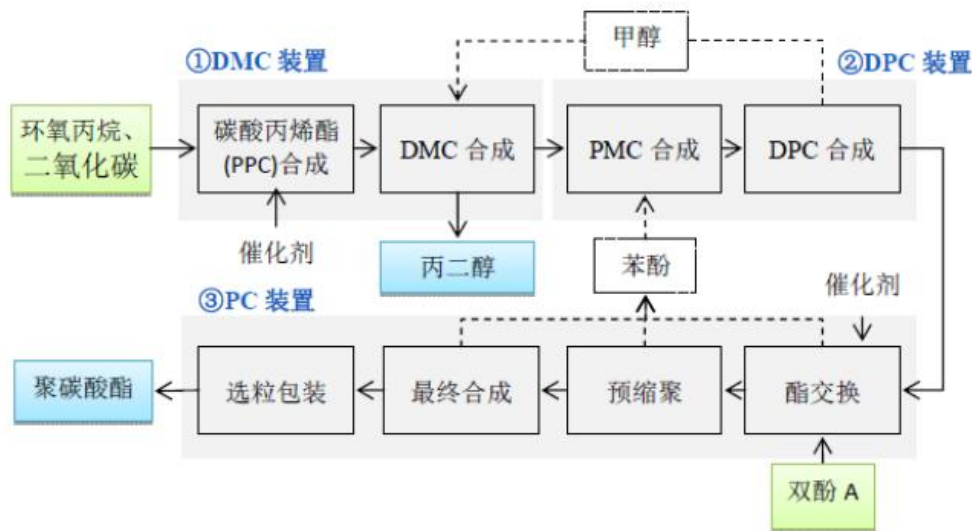 甲醇
①DMC 装置
②DPC 装置
环氧丙烷、
二氧化碳
碳酸丙烯酯
(PPC)合成
DMC 合成
PMC 合成
DPC 合成
催化剂
丙二醇
苯酚
催化剂
③PC 装置
聚碳酸酯
选粒包装
最终合成
预缩聚
酯交换
双酚 A